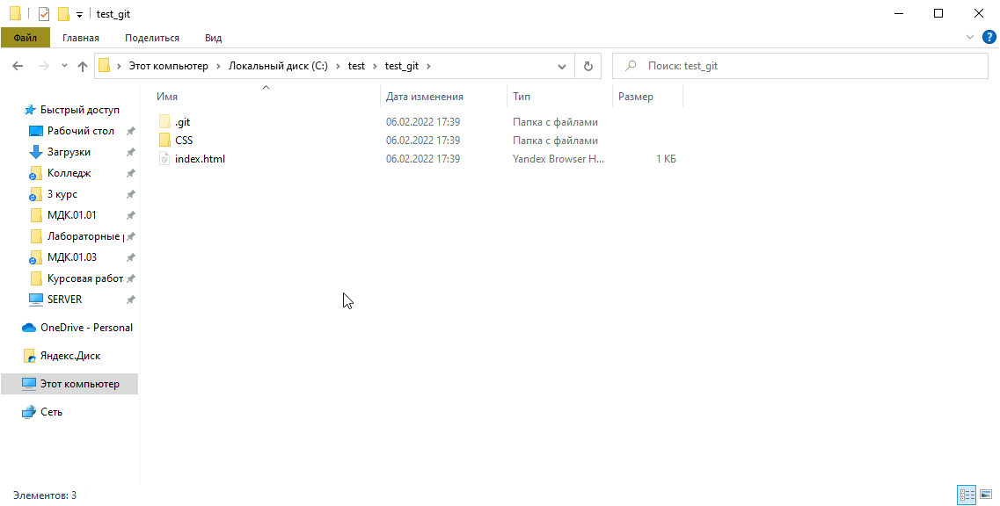 test_git
Файл Главная Поделиться Вид
Этот компьютер Локальный диск (C:) test test_git
Поиск: test_git
Имя Дата изменения Тип Размер
.git 06.02.2022 17:39 Папка с файлами
CSS 06.02.2022 17:39 Папка с файлами
index.html 06.02.2022 17:39 Yandex Browser H... 1 КБ
Быстрый доступ
Рабочий стол
Загрузки
Колледж
3 курс
МДК.01.01
Лабораторные
МДК.01.03
Курсовая работ
SERVER
OneDrive - Personal
Яндекс.Диск
Этот компьютер
Сеть
Элементов: 3